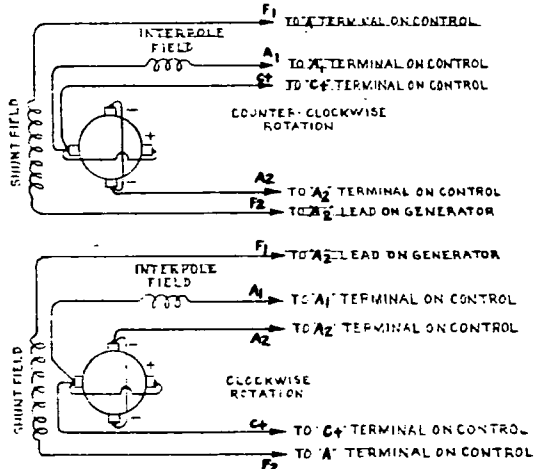 F1
TO "A" TERMINAL ON CONTROL
INTERPOLE
FIELD
A1
TO "A1" TERMINAL ON CONTROL
C+
TO "C+" TERMINAL ON CONTROL
COUNTER-CLOCKWISE
ROTATION
SHUNT FIELD
-
+
+
-
A2
TO "A2" TERMINAL ON CONTROL
F2
TO "A2" LEAD ON GENERATOR
F1
TO "A2" LEAD ON GENERATOR
INTERPOLE
FIELD
A1
TO "A1" TERMINAL ON CONTROL
A2
TO "A2" TERMINAL ON CONTROL
SHUNT FIELD
-
+
+
-
CLOCKWISE
ROTATION
C+
TO "C+" TERMINAL ON CONTROL
F2
TO "A" TERMINAL ON CONTROL